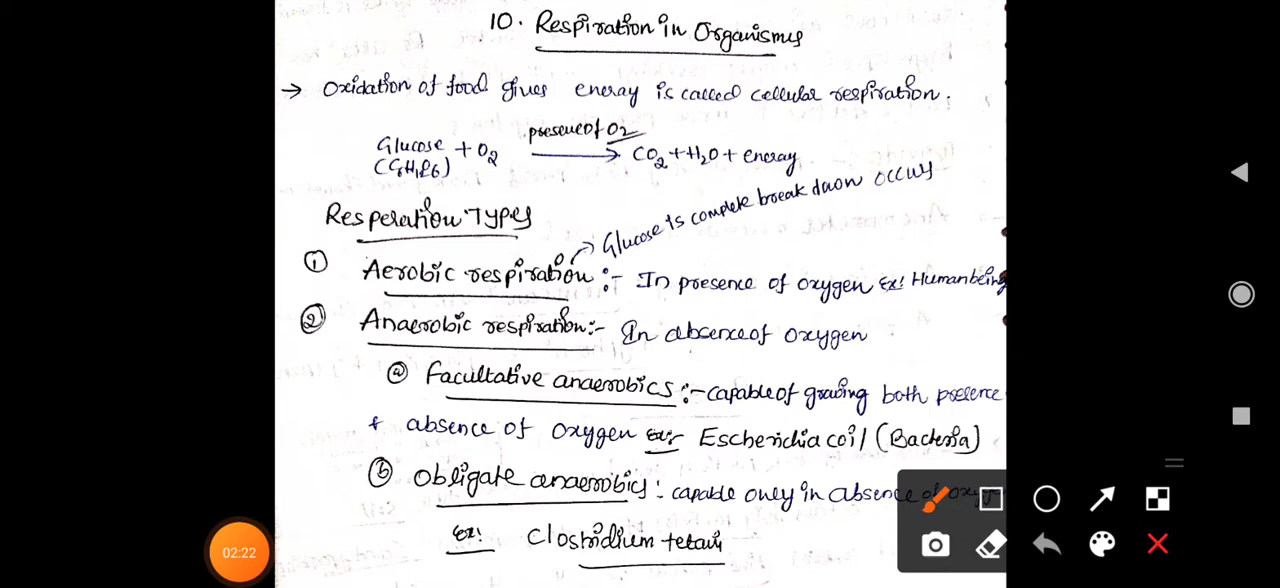 10. Respiration in Organisms
→ Oxidation of food gives energy is called cellular respiration.
Glucose + O2 presence of O2 → CO2 + H2O + energy
(C6H12O6)
Resperation Types
→ Glucose is complete break down occurs
① Aerobic respiration :- In presence of oxygen Ex: Human being
② Anaerobic respiration :- In absence of oxygen
ⓐ Facultative anaerobics :- capable of growing both presence
+ absence of oxygen Ex:- Escherichia coil (Bacteria)
ⓑ Obligate anaerobics : capable only in absence of oxygen
Ex: Clostridium tetani
02:22